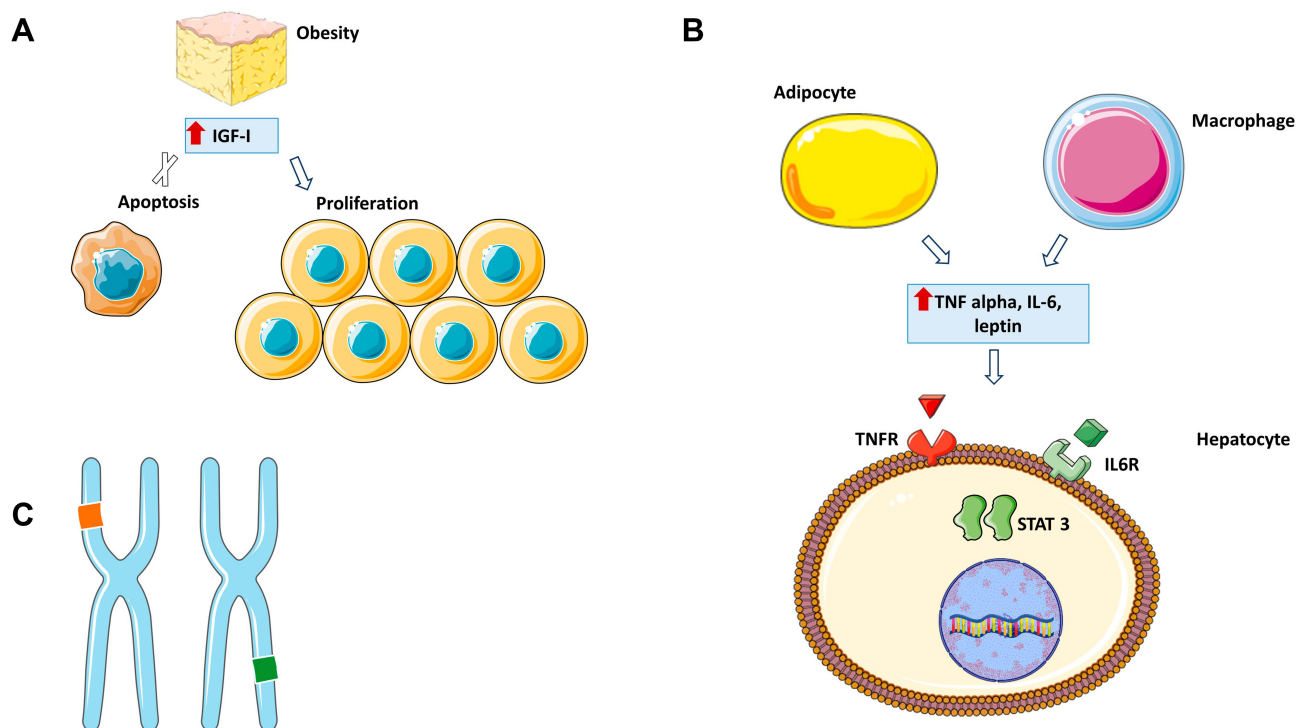 A
Obesity
IGF-I
Apoptosis
Proliferation
B
Adipocyte
Macrophage
TNF alpha, IL-6,
leptin
TNFR
IL6R
Hepatocyte
STAT 3
C